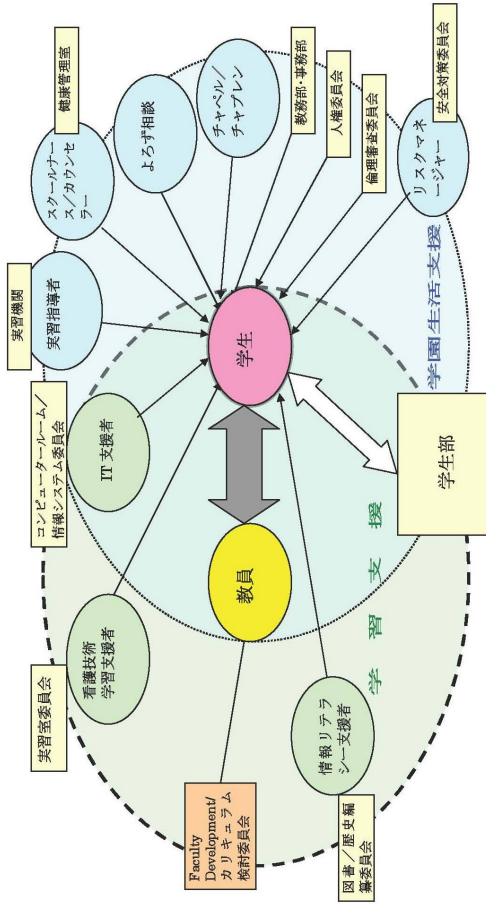 実習室委員会
看護技術
学習支援者
コンピュータールーム／
情報システム委員会
IT 支援者
実習機関
実習指導者
スクールナー
ス／カウンセ
ラー
健康管理室
よろず相談
チャペル／
チャプレン
教務部・事務部
人権委員会
倫理審査委員会
リスクマネ
ージャー
安全対策委員会
Faculty
Development/
カリキュラム
検討委員会
教員
学生
情報リテラ
シー支援者
図書／歴史編
纂委員会
学習支援
学生部
学園生活支援